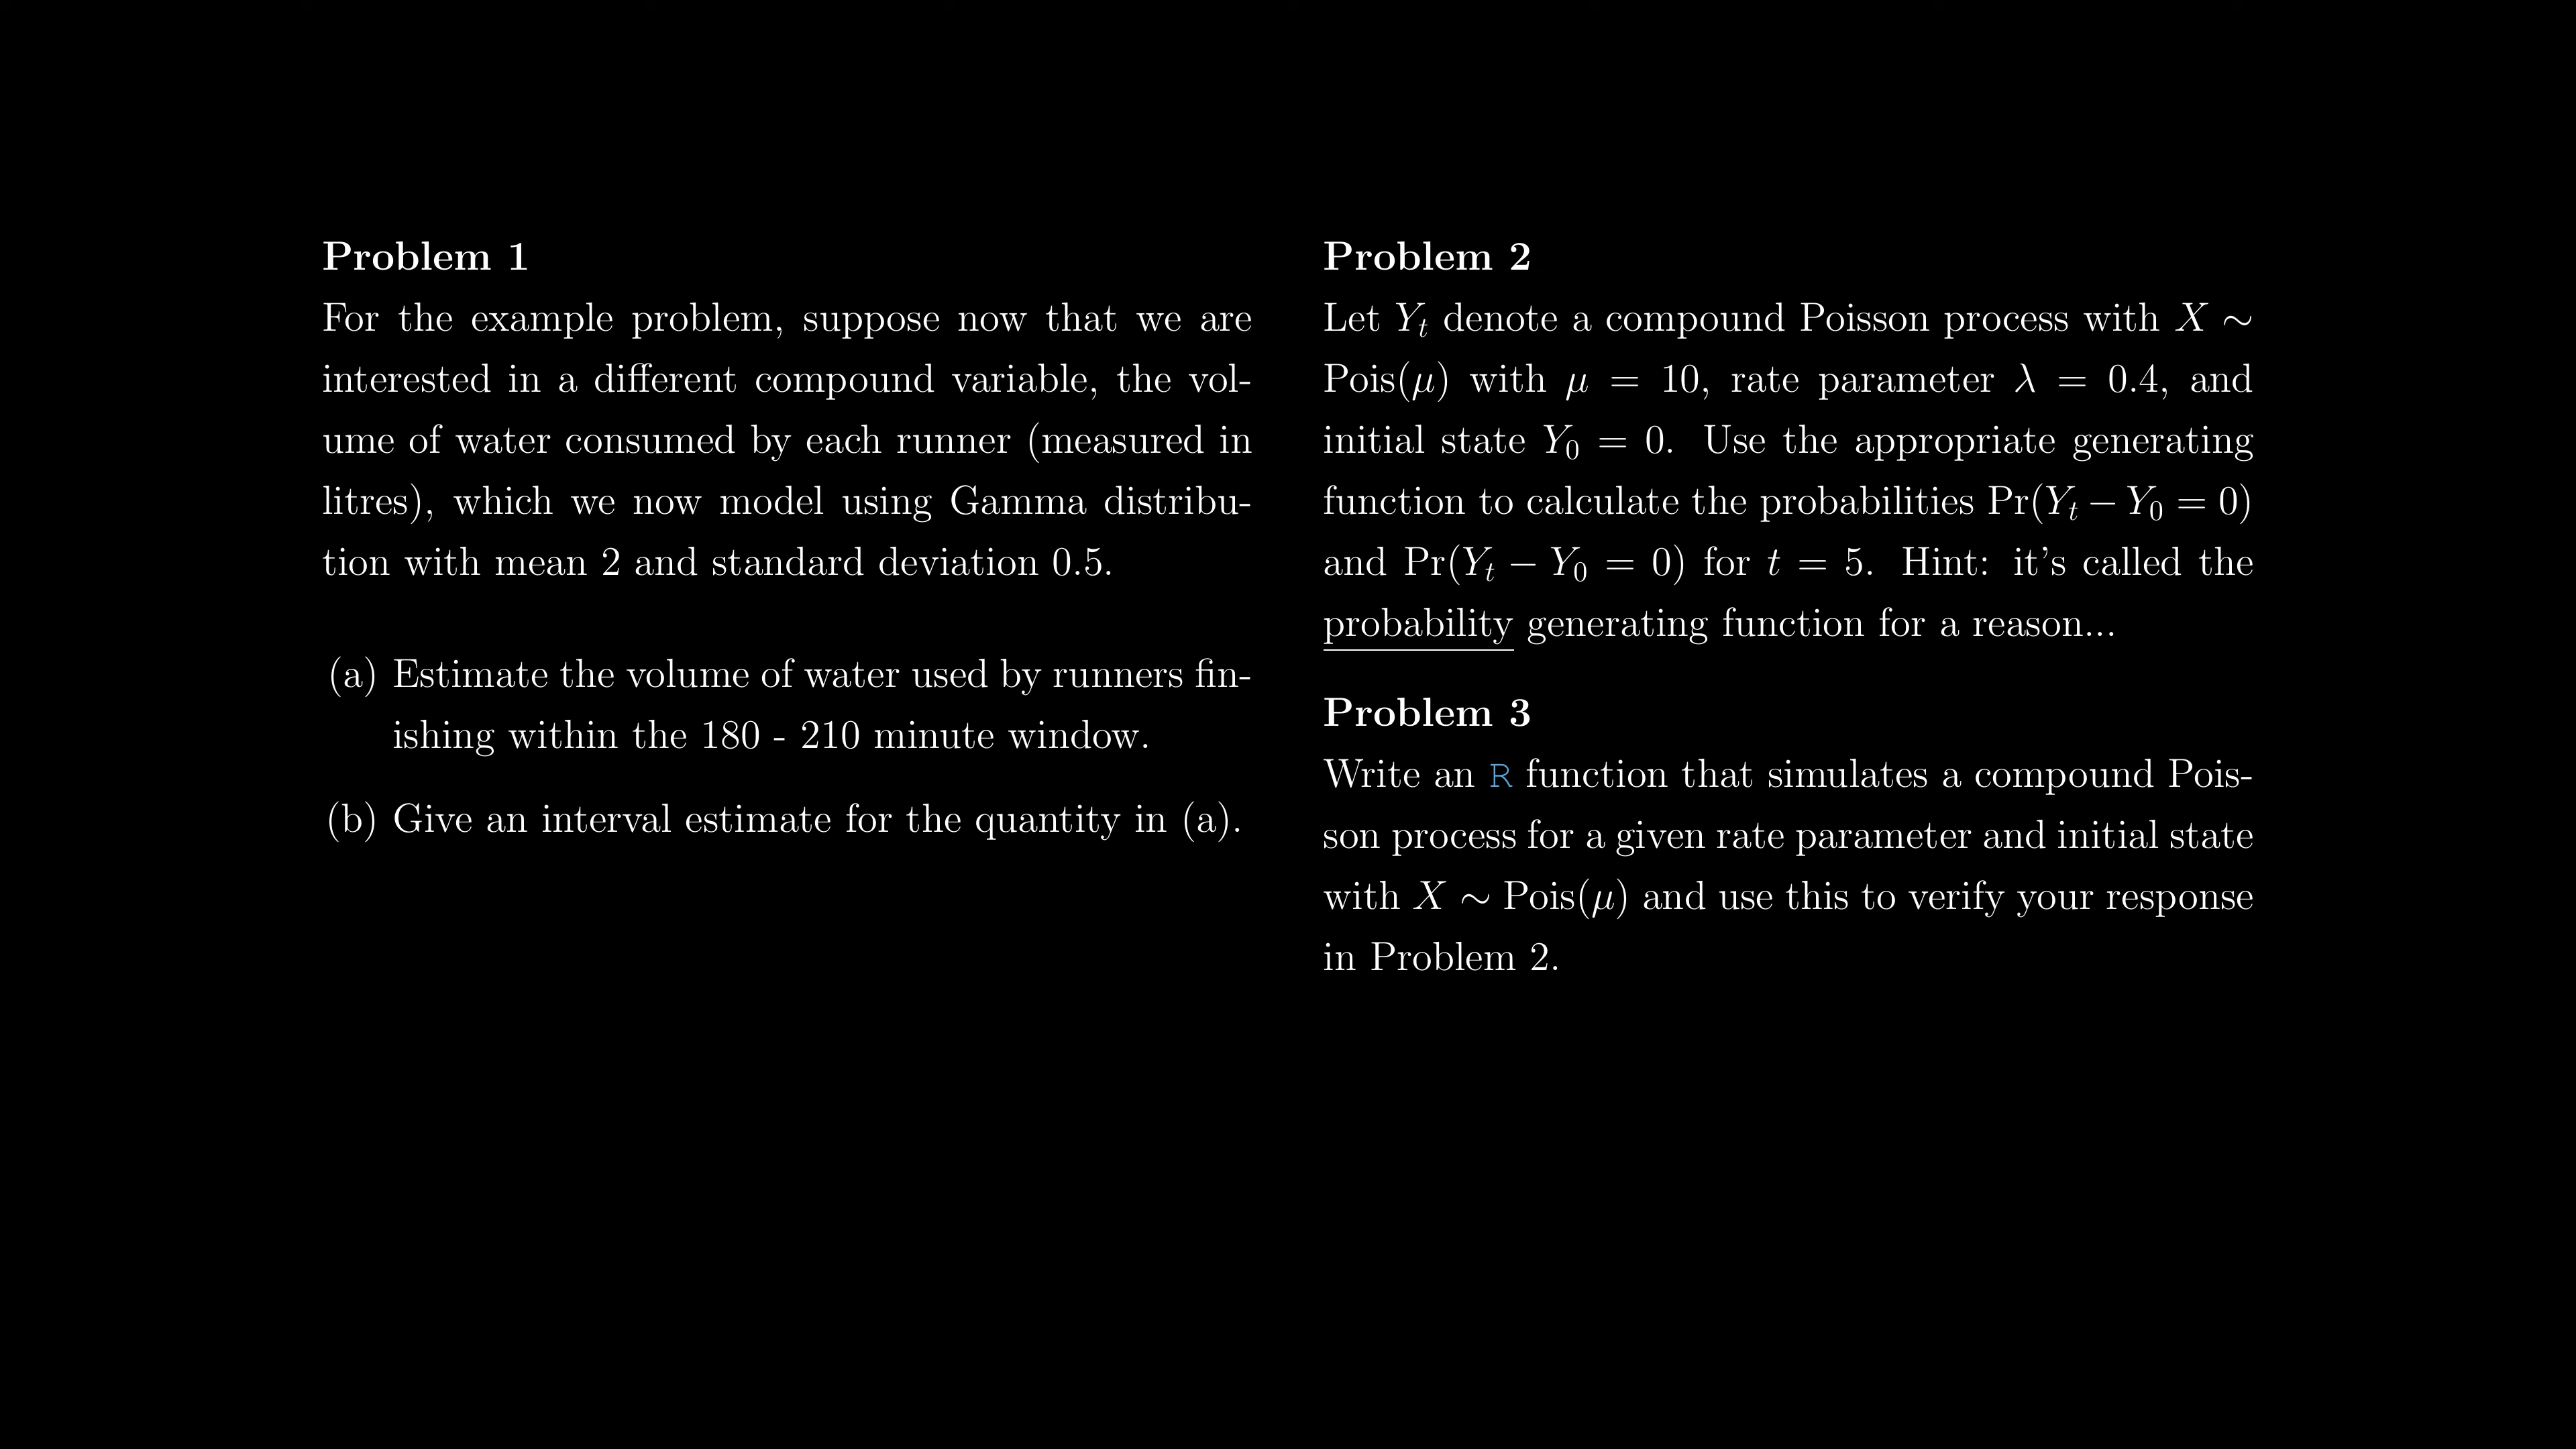 Problem 1
For the example problem, suppose now that we are
interested in a different compound variable, the vol-
ume of water consumed by each runner (measured in
litres), which we now model using Gamma distribu-
tion with mean 2 and standard deviation 0.5.
(a) Estimate the volume of water used by runners fin-
ishing within the 180 - 210 minute window.
(b) Give an interval estimate for the quantity in (a).
Problem 2
Let Yₜ denote a compound Poisson process with X ∼
Pois(μ) with μ = 10, rate parameter λ = 0.4, and
initial state Y₀ = 0. Use the appropriate generating
function to calculate the probabilities Pr(Yₜ − Y₀ = 0)
and Pr(Yₜ − Y₀ = 0) for t = 5. Hint: it's called the
probability generating function for a reason...
Problem 3
Write an R function that simulates a compound Pois-
son process for a given rate parameter and initial state
with X ∼ Pois(μ) and use this to verify your response
in Problem 2.